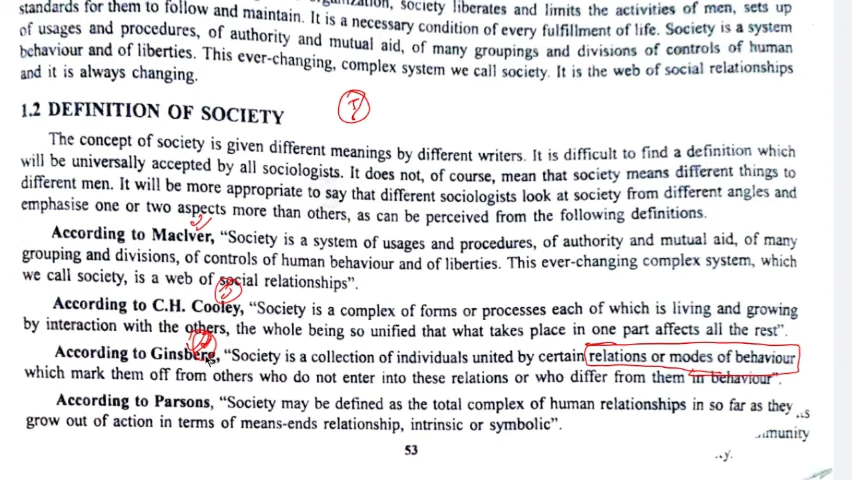 society liberates and limits the activities of men, sets up
standards for them to follow and maintain. It is a necessary condition of every fulfillment of life. Society is a system
of usages and procedures, of authority and mutual aid, of many groupings and divisions of controls of human
behaviour and of liberties. This ever-changing, complex system we call society. It is the web of social relationships
and it is always changing.
1.2 DEFINITION OF SOCIETY
The concept of society is given different meanings by different writers. It is difficult to find a definition which
will be universally accepted by all sociologists. It does not, of course, mean that society means different things to
different men. It will be more appropriate to say that different sociologists look at society from different angles and
emphasise one or two aspects more than others, as can be perceived from the following definitions.
According to MacIver, “Society is a system of usages and procedures, of authority and mutual aid, of many
grouping and divisions, of controls of human behaviour and of liberties. This ever-changing complex system, which
we call society, is a web of social relationships”.
According to C.H. Cooley, “Society is a complex of forms or processes each of which is living and growing
by interaction with the others, the whole being so unified that what takes place in one part affects all the rest”.
According to Ginsberg, “Society is a collection of individuals united by certain relations or modes of behaviour
which mark them off from others who do not enter into these relations or who differ from them in behaviour”.
According to Parsons, “Society may be defined as the total complex of human relationships in so far as they
grow out of action in terms of means-ends relationship, intrinsic or symbolic”.
53